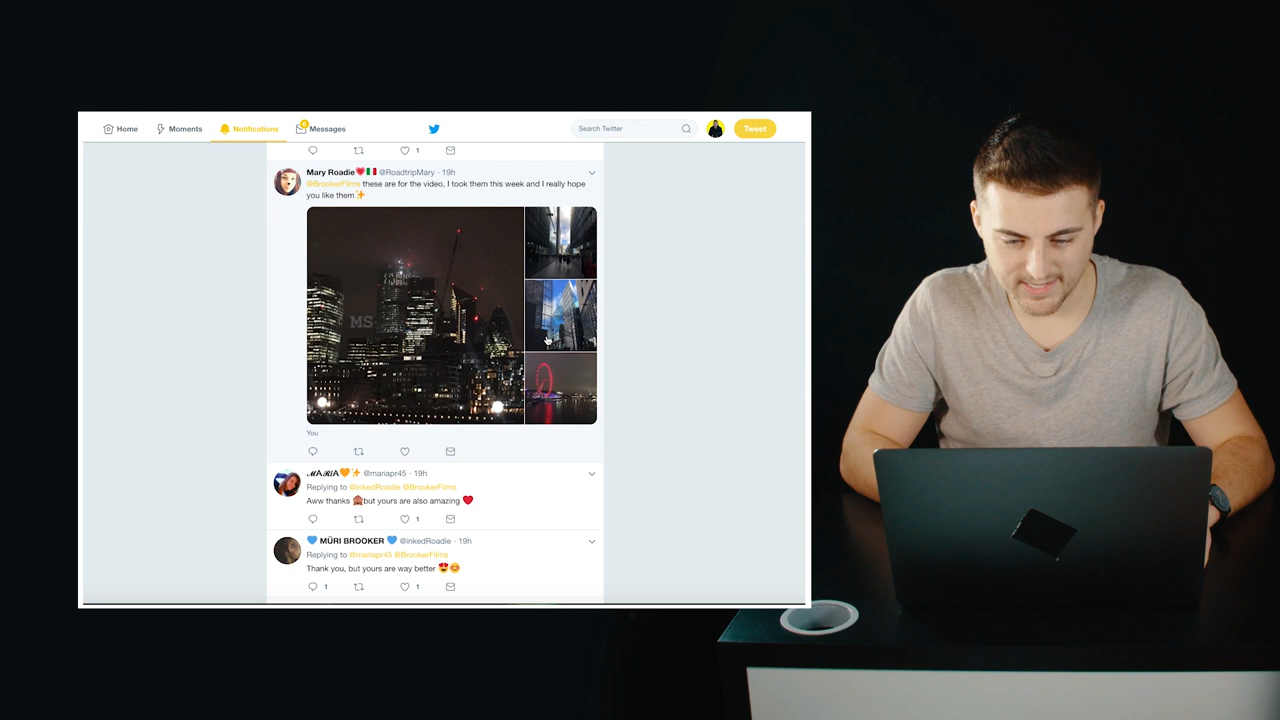 Home Moments Notifications 6 Messages Search Twitter Tweet
1
Mary Roadie❤️🇮🇹 @RoadtripMary · 19h
@BrookerFilms these are for the video, I took them this week and I really hope
you like them✨
MS
You
ℳAℛIA🧡✨ @mariapr45 · 19h
Replying to @inkedRoadie @BrookerFilms
Aww thanks 🙈but yours are also amazing ❤️
1
💙 MÜRI BROOKER 💙 @inkedRoadie · 19h
Replying to @mariapr45 @BrookerFilms
Thank you, but yours are way better 😍😊
1 1